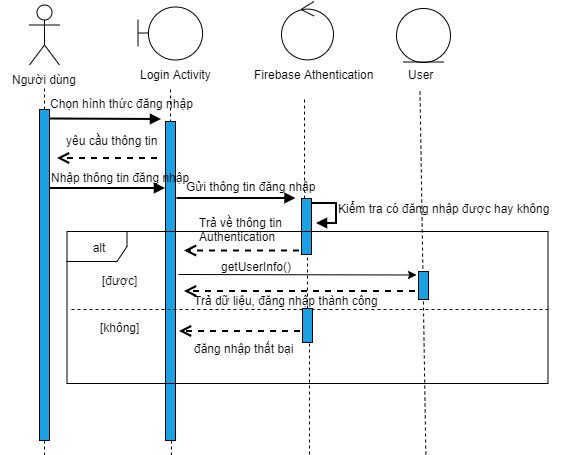 Người dùng
Login Activity
Firebase Athentication
User
Chọn hình thức đăng nhập
yêu cầu thông tin
Nhập thông tin đăng nhập
Gửi thông tin đăng nhập
Kiểm tra có đăng nhập được hay không
Trả về thông tin
Authentication
alt
getUserInfo()
[được]
Trả dữ liệu, đăng nhập thành công
[không]
đăng nhập thất bại